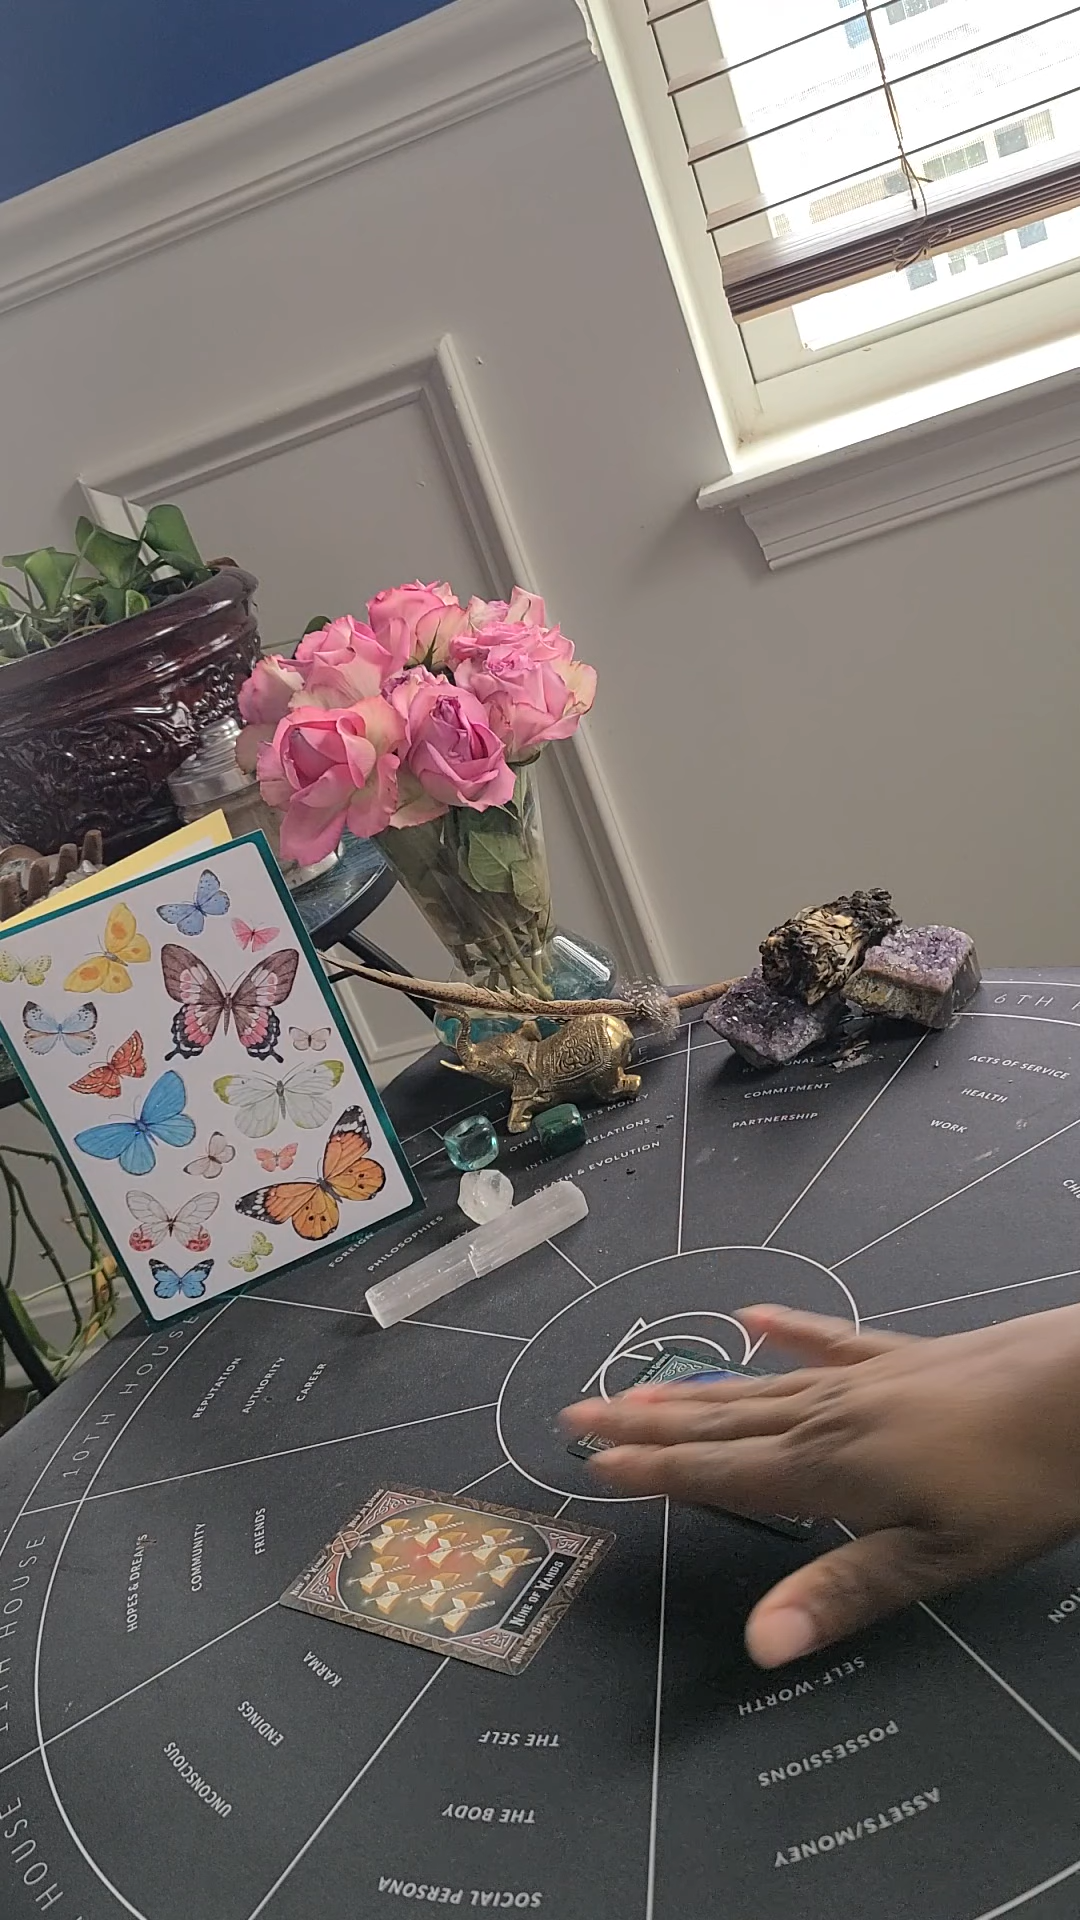 6TH
ACTS OF SERVICE
HEALTH
WORK
COMMITMENT
PARTNERSHIP
RELATIONS
DEATH & EVOLUTION
FOREIGN
PHILOSOPHIES
10TH HOUSE
REPUTATION
AUTHORITY
CAREER
11TH HOUSE
HOPES & DREAMS
COMMUNITY
FRIENDS
NINE OF WANDS
KARMA
ENDINGS
UNCONSCIOUS
HOUSE
THE SELF
THE BODY
SOCIAL PERSONA
SELF-WORTH
POSSESSIONS
ASSETS/MONEY